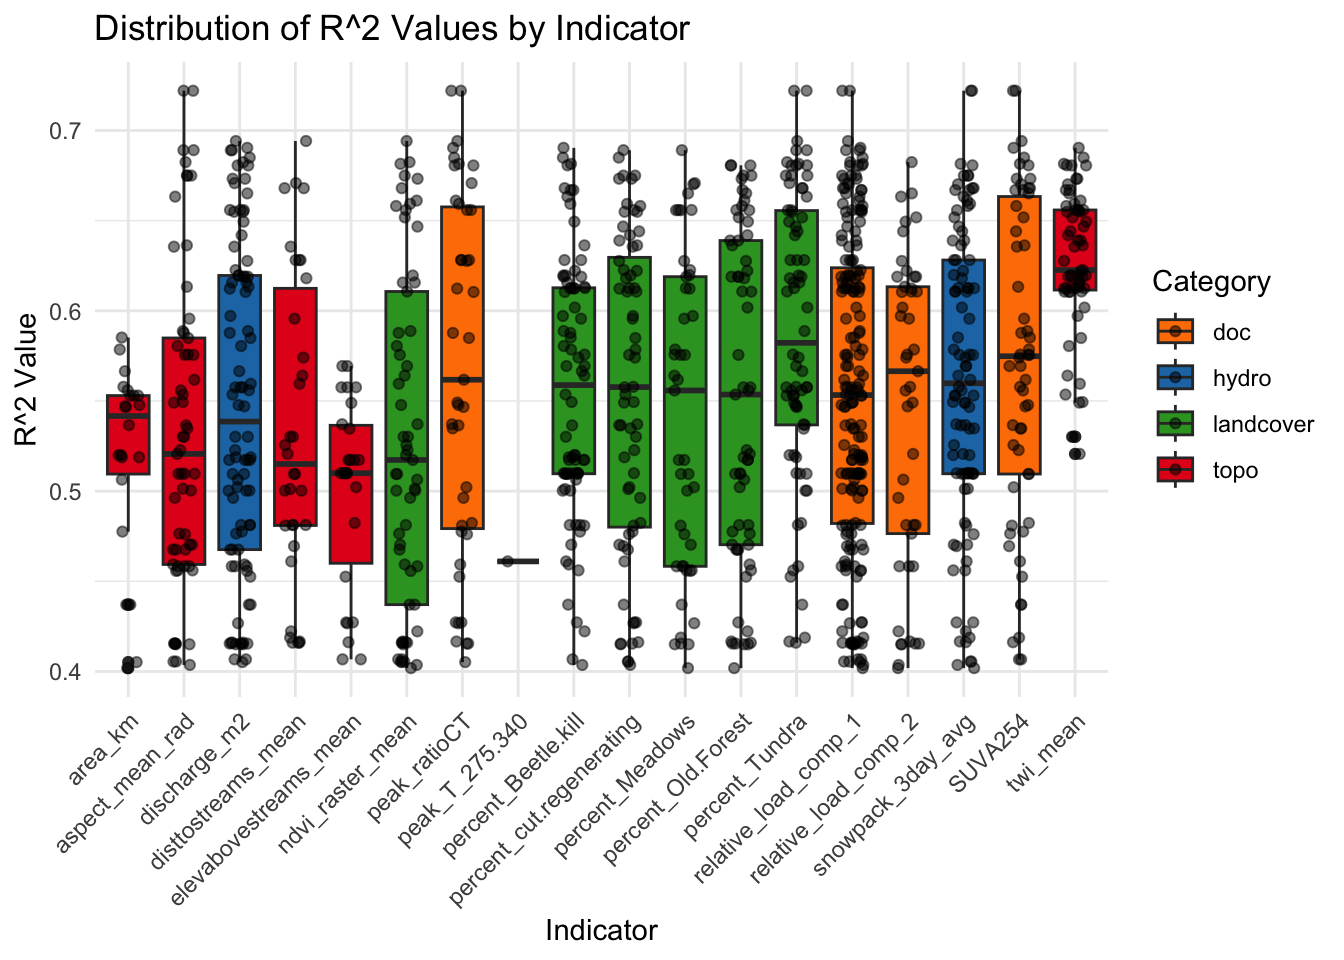 Distribution of R^2 Values by Indicator
R^2 Value
0.7
0.6
0.5
0.4
area_km
aspect_mean_rad
discharge_m2
disttostreams_mean
elevabovestreams_mean
ndvi_raster_mean
peak_ratioCT
peak_T_275.340
percent_Beetle.kill
percent_cut.regenerating
percent_Meadows
percent_Old.Forest
percent_Tundra
relative_load_comp_1
relative_load_comp_2
snowpack_3day_avg
SUVA254
twi_mean
Indicator
Category
doc
hydro
landcover
topo